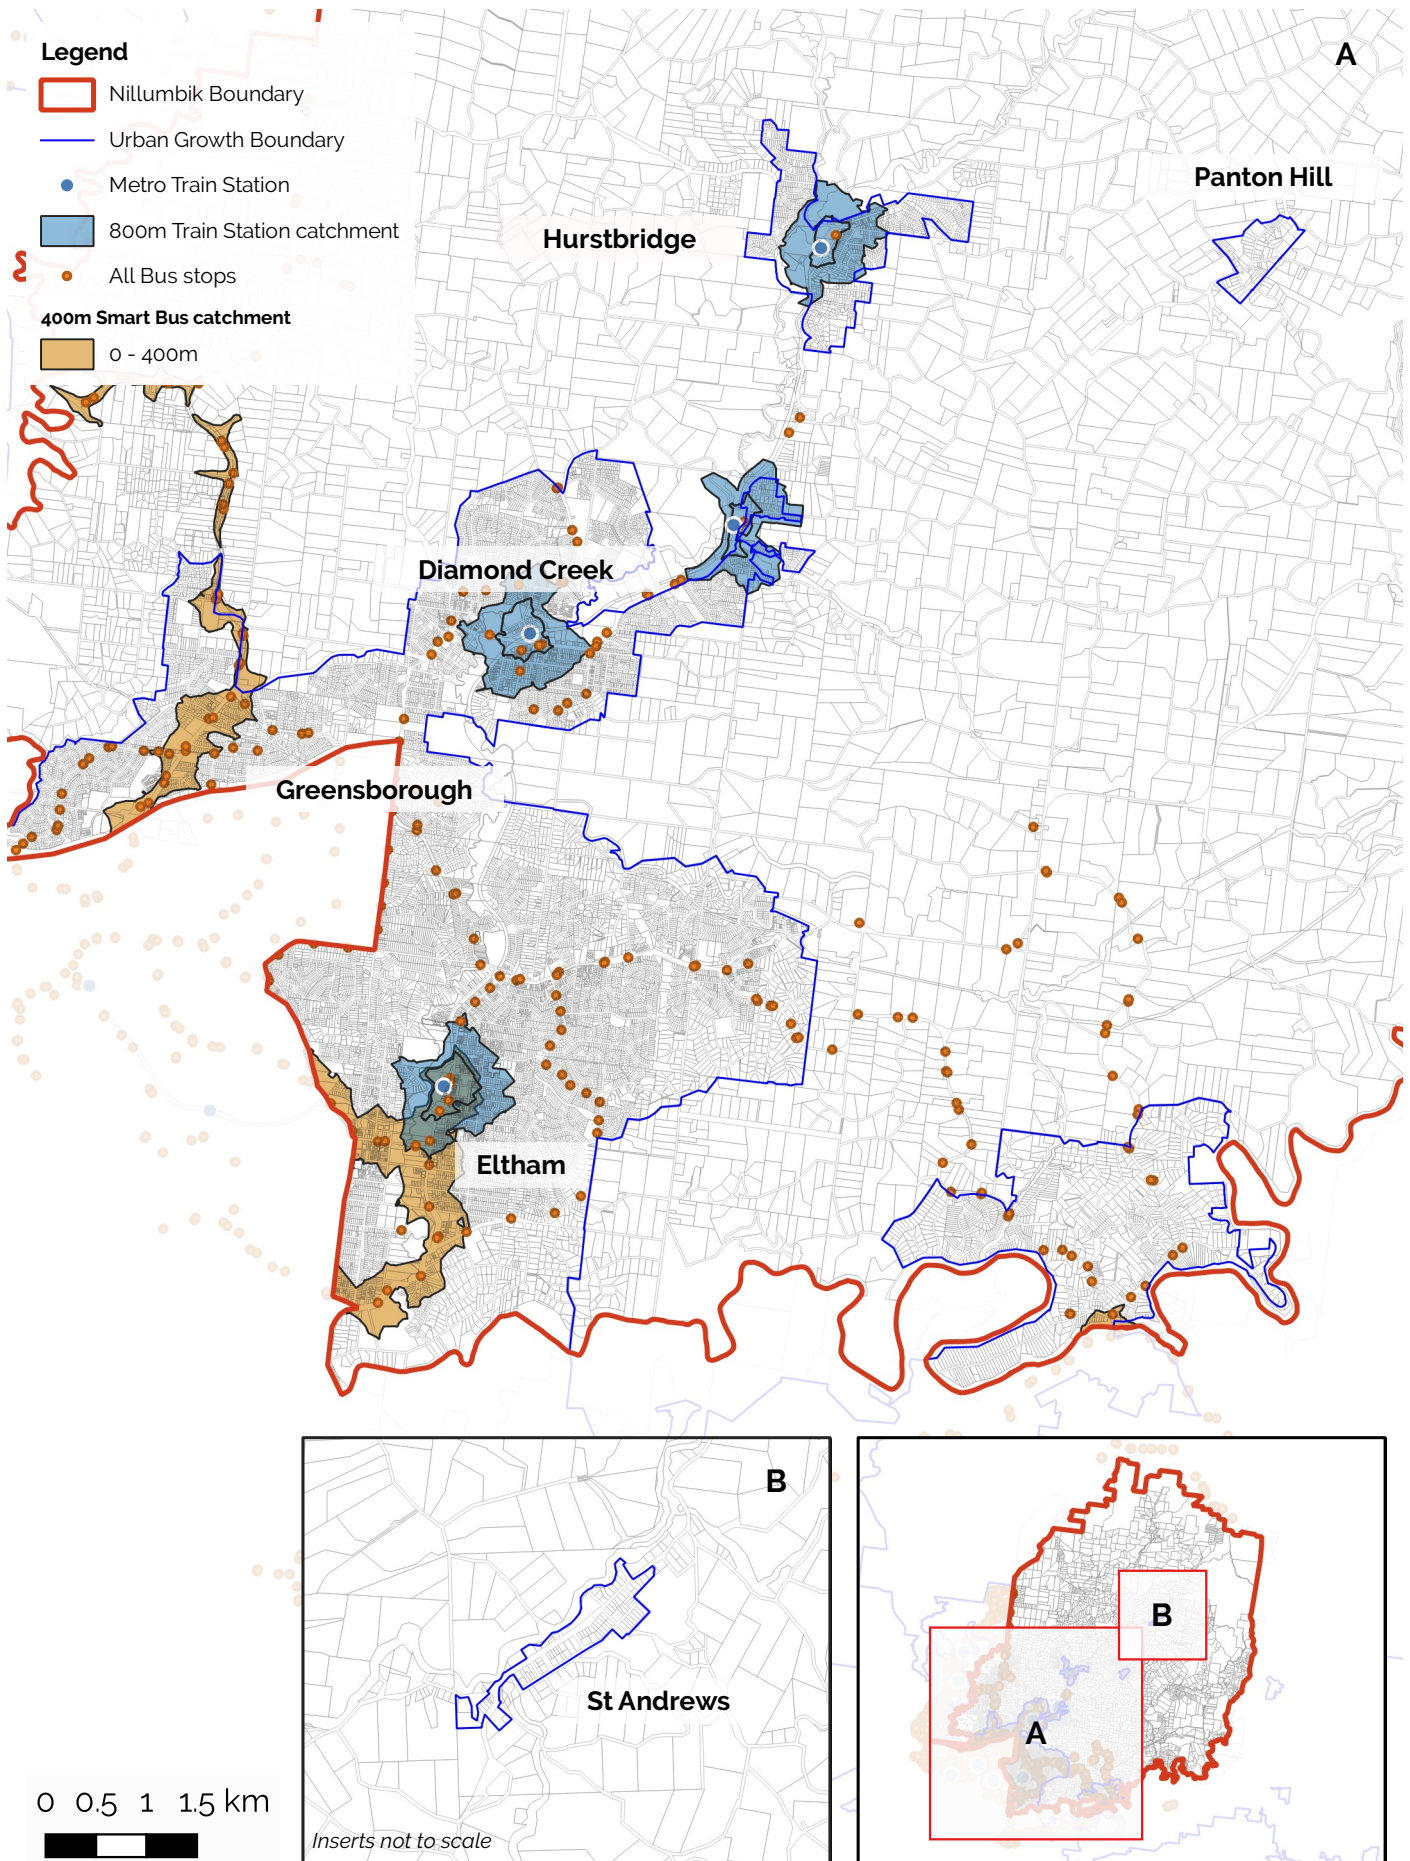 Legend
Nillumbik Boundary
Urban Growth Boundary
Metro Train Station
800m Train Station catchment
All Bus stops
400m Smart Bus catchment
0 - 400m
A
Panton Hill
Hurstbridge
Diamond Creek
Greensborough
Eltham
B
St Andrews
Inserts not to scale
B
A
0 0.5 1 1.5 km